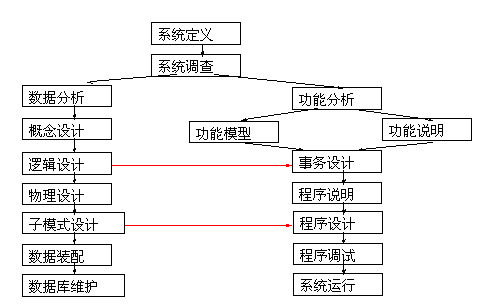 系统定义
系统调查
数据分析
功能分析
概念设计
功能模型
功能说明
逻辑设计
事务设计
物理设计
程序说明
子模式设计
程序设计
数据装配
程序调试
数据库维护
系统运行